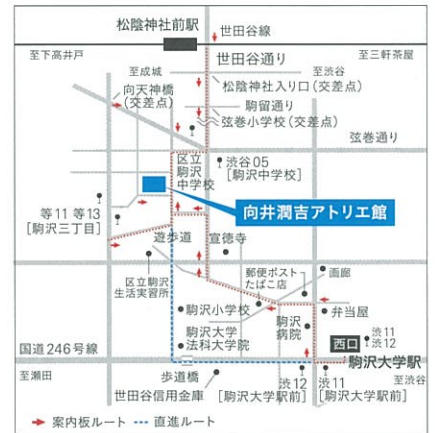 松陰神社前駅
世田谷線
至下高井戸
世田谷通り
至三軒茶屋
至成城
至渋谷
向天神橋
(交差点)
松陰神社入り口(交差点)
駒留通り
弦巻小学校(交差点)
弦巻通り
区立
駒沢
中学校
渋谷05
[駒沢中学校]
向井潤吉アトリエ館
等11 等13
[駒沢三丁目]
遊歩道
宣徳寺
区立駒沢
生活実習所
郵便ポスト
たばこ店
画廊
駒沢小学校
駒沢
病院
弁当屋
駒沢大学
法科大学院
西口
渋11
渋12
国道246号線
駒沢大学駅
至瀬田
歩道橋
世田谷信用金庫
渋12
[駒沢大学駅前]
渋11
[駒沢大学駅前]
至渋谷
案内板ルート
直進ルート